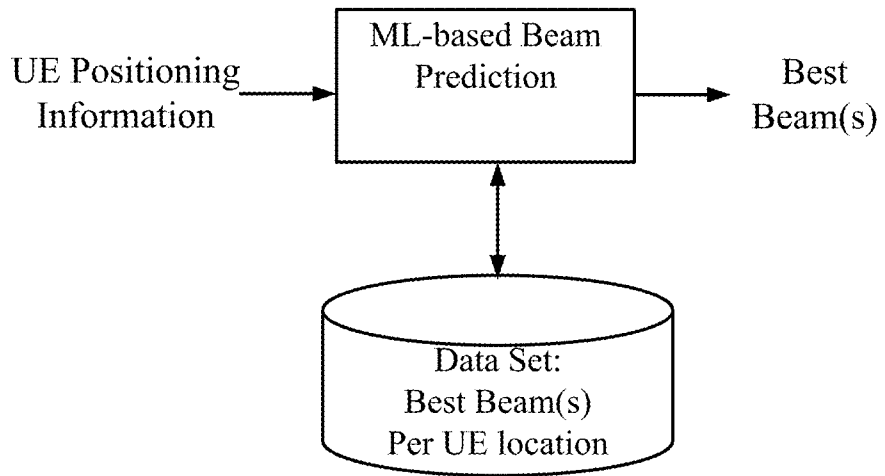 UE Positioning
Information
ML-based Beam
Prediction
Best
Beam(s)
Data Set:
Best Beam(s)
Per UE location